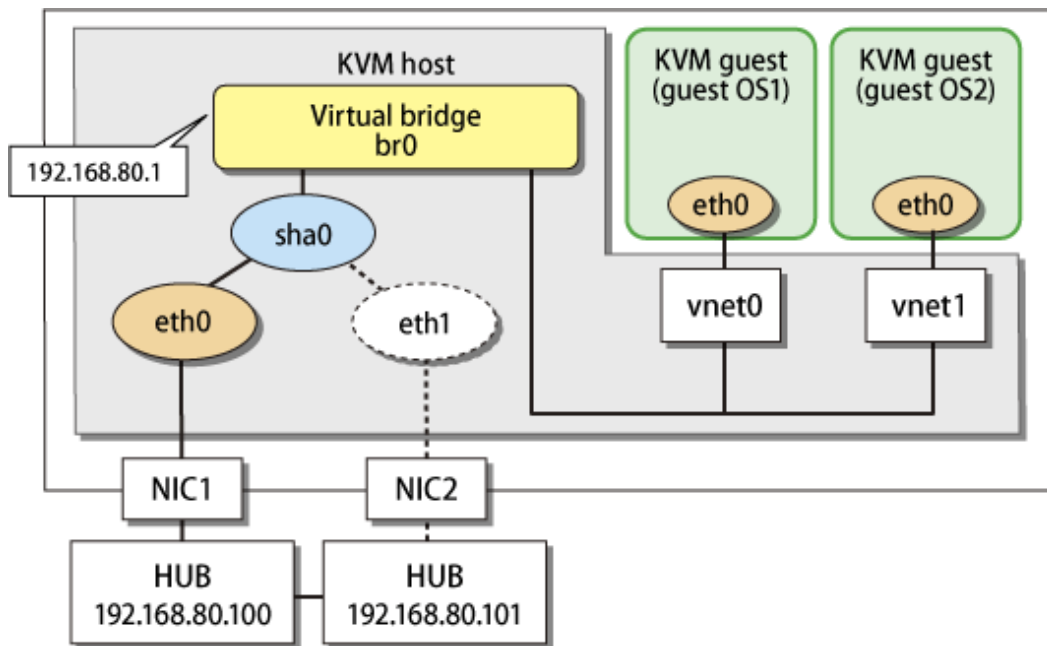 KVM host
Virtual bridge
br0
192.168.80.1
sha0
eth0
eth1
KVM guest
(guest OS1)
eth0
KVM guest
(guest OS2)
eth0
vnet0
vnet1
NIC1
NIC2
HUB
192.168.80.100
HUB
192.168.80.101